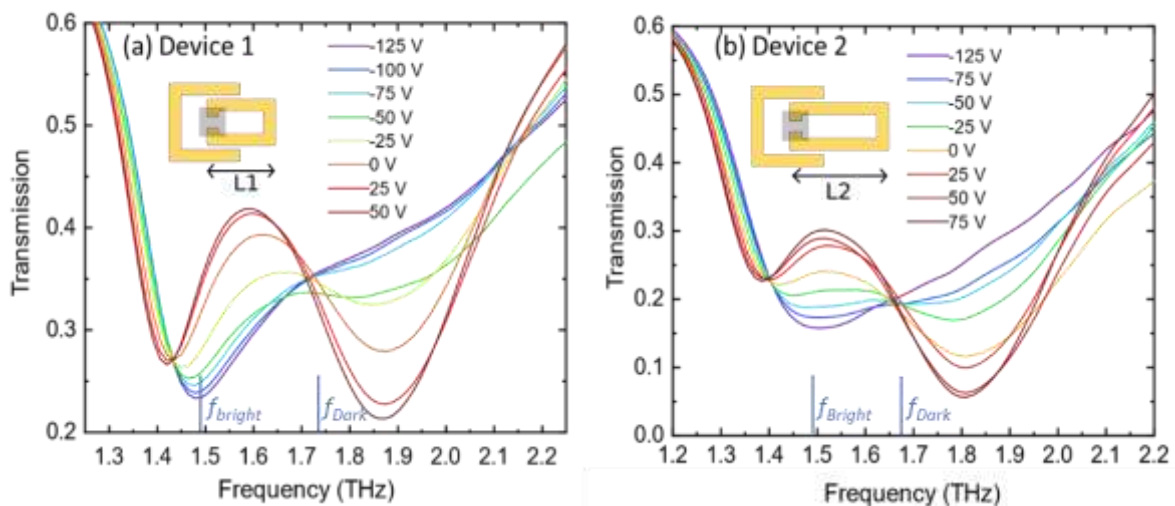 (a) Device 1
-125 V
-100 V
-75 V
-50 V
-25 V
0 V
25 V
50 V
L1
f_bright
f_Dark
0.6
0.5
0.4
0.3
0.2
Transmission
1.3 1.4 1.5 1.6 1.7 1.8 1.9 2.0 2.1 2.2
Frequency (THz)
(b) Device 2
-125 V
-75 V
-50 V
-25 V
0 V
25 V
50 V
75 V
L2
f_Bright
f_Dark
0.6
0.5
0.4
0.3
0.2
0.1
0.0
Transmission
1.2 1.3 1.4 1.5 1.6 1.7 1.8 1.9 2.0 2.1 2.2
Frequency (THz)